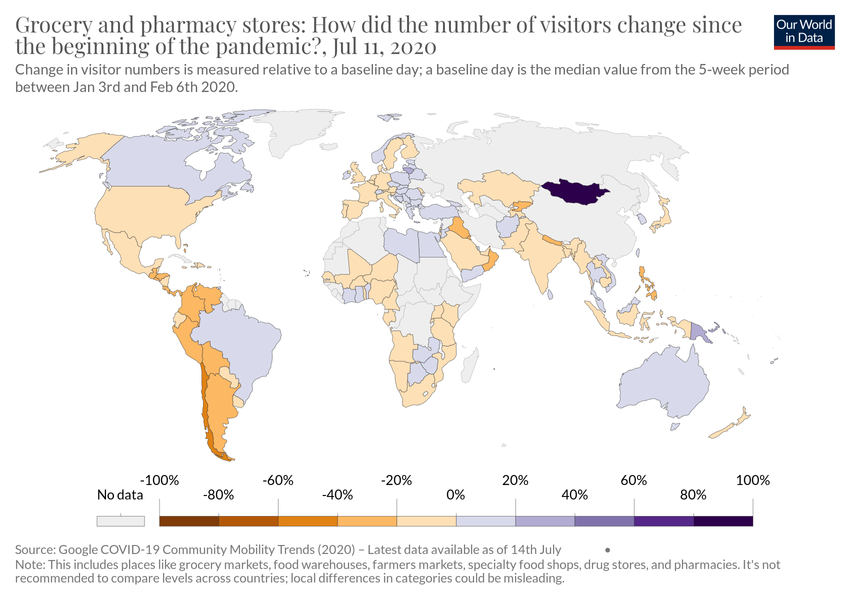 Grocery and pharmacy stores: How did the number of visitors change since
the beginning of the pandemic?, Jul 11, 2020
Our World
in Data
Change in visitor numbers is measured relative to a baseline day; a baseline day is the median value from the 5-week period
between Jan 3rd and Feb 6th 2020.
-100% -60% -20% 20% 60% 100%
No data -80% -40% 0% 40% 80%
Source: Google COVID-19 Community Mobility Trends (2020) – Latest data available as of 14th July •
Note: This includes places like grocery markets, food warehouses, farmers markets, specialty food shops, drug stores, and pharmacies. It's not
recommended to compare levels across countries; local differences in categories could be misleading.